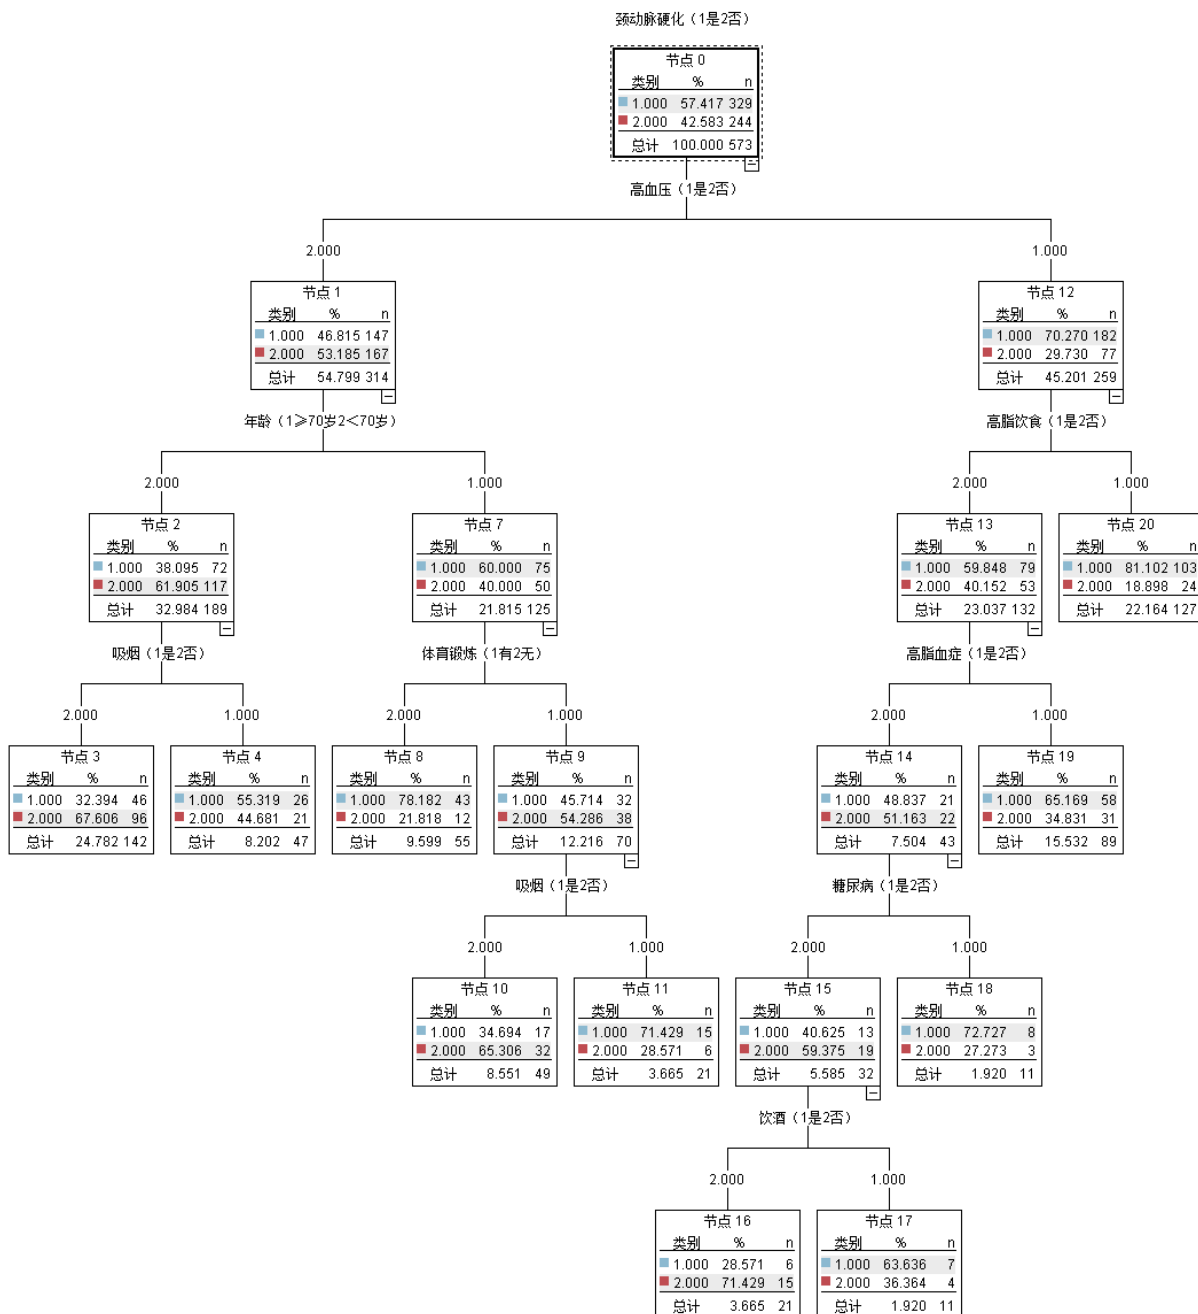 颈动脉硬化（1是2否）
节点 0
类别 % n
1.000 57.417 329
2.000 42.583 244
总计 100.000 573
高血压（1是2否）
2.000 1.000
节点 1
类别 % n
1.000 46.815 147
2.000 53.185 167
总计 54.799 314
节点 12
类别 % n
1.000 70.270 182
2.000 29.730 77
总计 45.201 259
年龄（1≥70岁2＜70岁）
高脂饮食（1是2否）
2.000 1.000 2.000 1.000
节点 2
类别 % n
1.000 38.095 72
2.000 61.905 117
总计 32.984 189
节点 7
类别 % n
1.000 60.000 75
2.000 40.000 50
总计 21.815 125
节点 13
类别 % n
1.000 59.848 79
2.000 40.152 53
总计 23.037 132
节点 20
类别 % n
1.000 81.102 103
2.000 18.898 24
总计 22.164 127
吸烟（1是2否）
体育锻炼（1有2无）
高脂血症（1是2否）
2.000 1.000 2.000 1.000 2.000 1.000
节点 3
类别 % n
1.000 32.394 46
2.000 67.606 96
总计 24.782 142
节点 4
类别 % n
1.000 55.319 26
2.000 44.681 21
总计 8.202 47
节点 8
类别 % n
1.000 78.182 43
2.000 21.818 12
总计 9.599 55
节点 9
类别 % n
1.000 45.714 32
2.000 54.286 38
总计 12.216 70
节点 14
类别 % n
1.000 48.837 21
2.000 51.163 22
总计 7.504 43
节点 19
类别 % n
1.000 65.169 58
2.000 34.831 31
总计 15.532 89
吸烟（1是2否）
糖尿病（1是2否）
2.000 1.000 2.000 1.000
节点 10
类别 % n
1.000 34.694 17
2.000 65.306 32
总计 8.551 49
节点 11
类别 % n
1.000 71.429 15
2.000 28.571 6
总计 3.665 21
节点 15
类别 % n
1.000 40.625 13
2.000 59.375 19
总计 5.585 32
节点 18
类别 % n
1.000 72.727 8
2.000 27.273 3
总计 1.920 11
饮酒（1是2否）
2.000 1.000
节点 16
类别 % n
1.000 28.571 6
2.000 71.429 15
总计 3.665 21
节点 17
类别 % n
1.000 63.636 7
2.000 36.364 4
总计 1.920 11